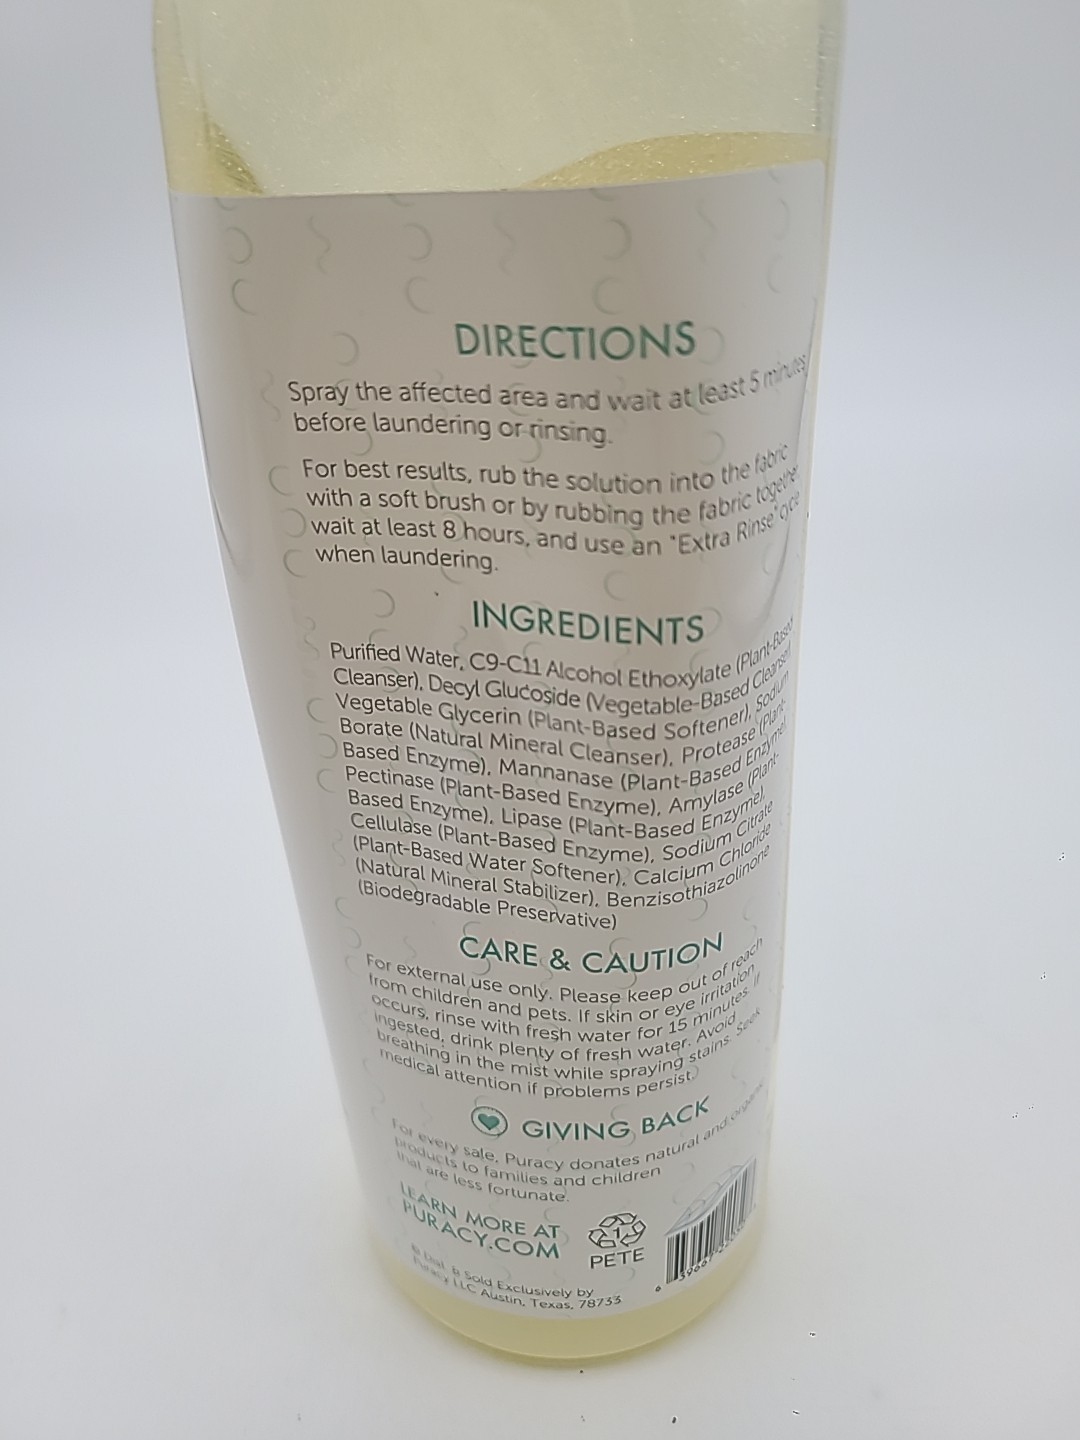 DIRECTIONS
Spray the affected area and wait at least 5 minutes
before laundering or rinsing.
For best results, rub the solution into the fabric
with a soft brush or by rubbing the fabric together,
wait at least 8 hours, and use an "Extra Rinse" cycle
when laundering.
INGREDIENTS
Purified Water, C9-C11 Alcohol Ethoxylate (Plant-Based
Cleanser), Decyl Glucoside (Vegetable-Based Cleanser),
Vegetable Glycerin (Plant-Based Softener), Sodium
Borate (Natural Mineral Cleanser), Protease (Plant-
Based Enzyme), Mannanase (Plant-Based Enzyme),
Pectinase (Plant-Based Enzyme), Amylase (Plant-
Based Enzyme), Lipase (Plant-Based Enzyme),
Cellulase (Plant-Based Enzyme), Sodium Citrate
(Plant-Based Water Softener), Calcium Chloride
(Natural Mineral Stabilizer), Benzisothiazolinone
(Biodegradable Preservative)
CARE & CAUTION
For external use only. Please keep out of reach
from children and pets. If skin or eye irritation
occurs, rinse with fresh water for 15 minutes. If
ingested, drink plenty of fresh water. Avoid
breathing in the mist while spraying stains. Seek
medical attention if problems persist.
GIVING BACK
For every sale, Puracy donates natural and organic
products to families and children
that are less fortunate.
LEARN MORE AT
PURACY.COM
1
PETE
& Sold Exclusively by
Puracy LLC Austin, Texas, 78733